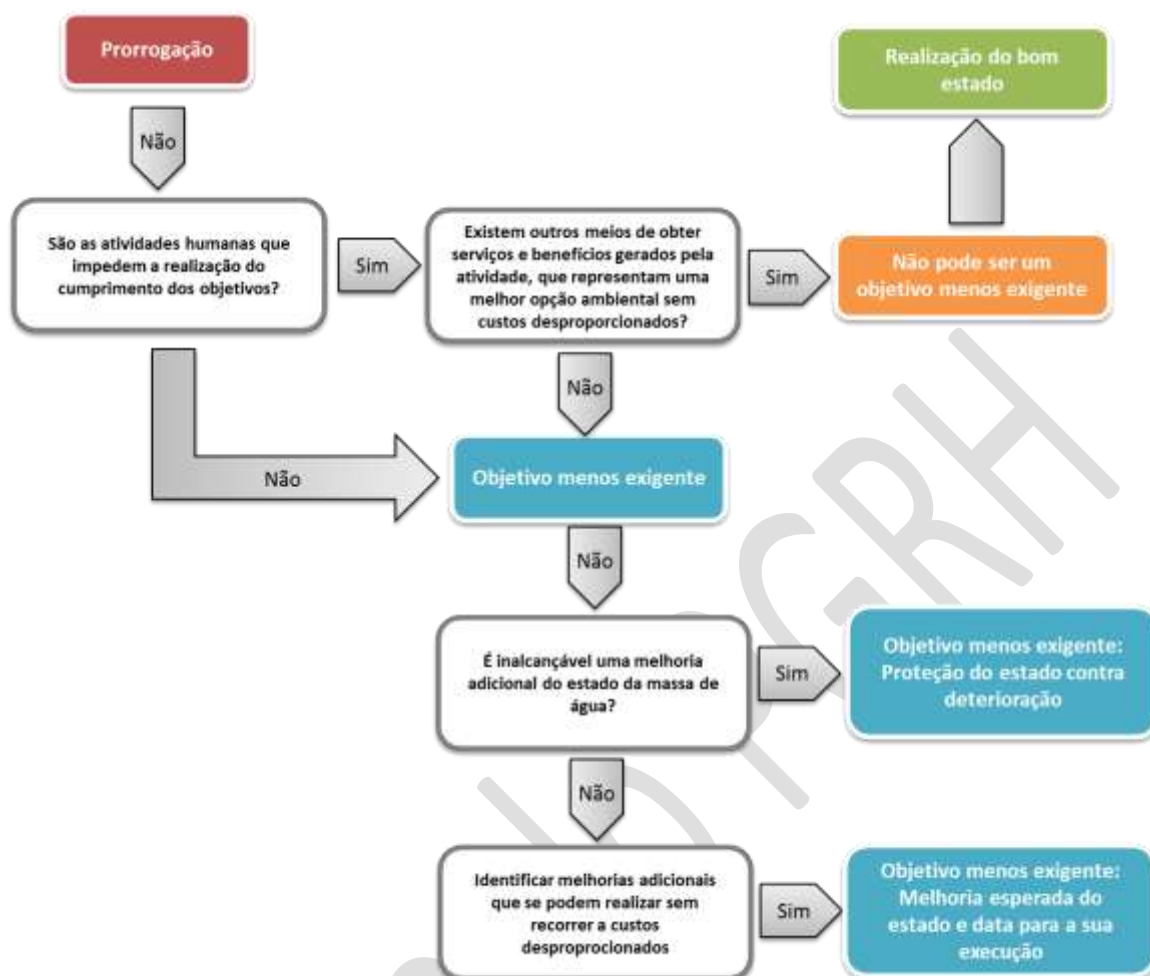 Prorrogação
Realização do bom
estado
Não
São as atividades humanas que
impedem a realização do
cumprimento dos objetivos?
Sim
Existem outros meios de obter
serviços e benefícios gerados pela
atividade, que representam uma
melhor opção ambiental sem
custos desproporcionados?
Sim
Não pode ser um
objetivo menos exigente
Não
Não
Objetivo menos exigente
Não
É inalcançável uma melhoria
adicional do estado da massa de
água?
Sim
Objetivo menos exigente:
Proteção do estado contra
deterioração
Não
Identificar melhorias adicionais
que se podem realizar sem
recorrer a custos
desproprocionados
Sim
Objetivo menos exigente:
Melhoria esperada do
estado e data para a sua
execução
PGRH